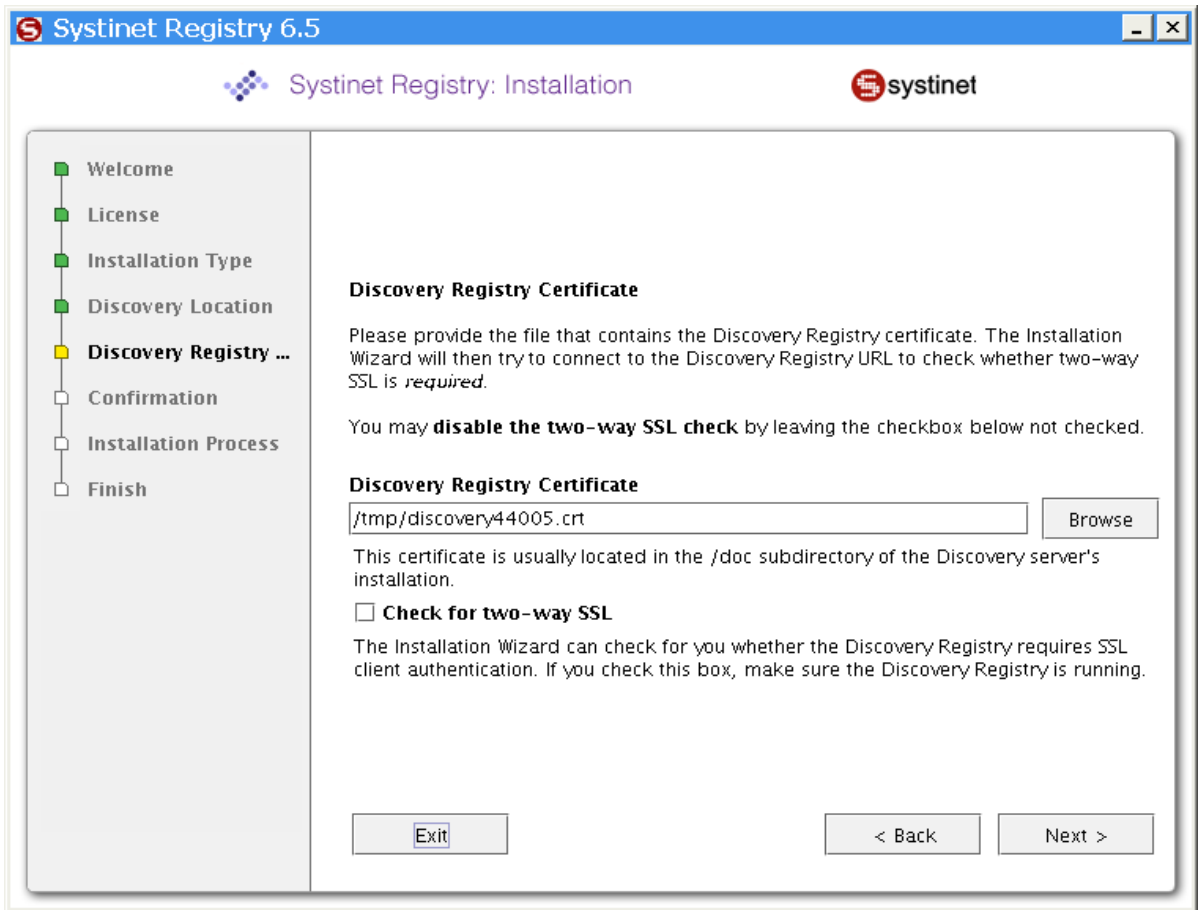 Systinet Registry 6.5
Systinet Registry: Installation
systinet
Welcome
License
Installation Type
Discovery Location
Discovery Registry ...
Confirmation
Installation Process
Finish
Discovery Registry Certificate
Please provide the file that contains the Discovery Registry certificate. The Installation
Wizard will then try to connect to the Discovery Registry URL to check whether two-way
SSL is required.
You may disable the two-way SSL check by leaving the checkbox below not checked.
Discovery Registry Certificate
/tmp/discovery44005.crt
Browse
This certificate is usually located in the /doc subdirectory of the Discovery server's
installation.
Check for two-way SSL
The Installation Wizard can check for you whether the Discovery Registry requires SSL
client authentication. If you check this box, make sure the Discovery Registry is running.
Exit
< Back
Next >